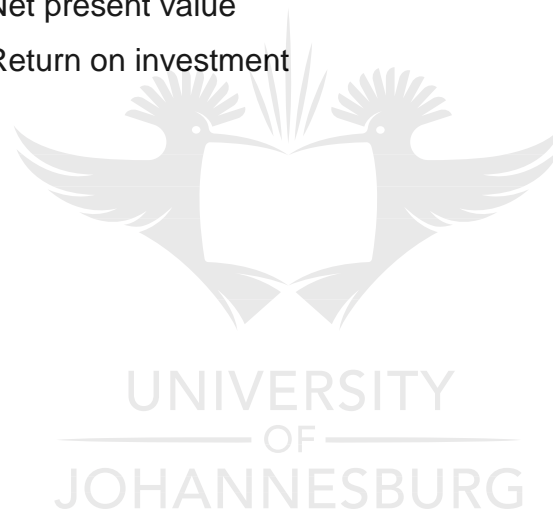 Net present value
Return on investment
UNIVERSITY
OF
JOHANNESBURG